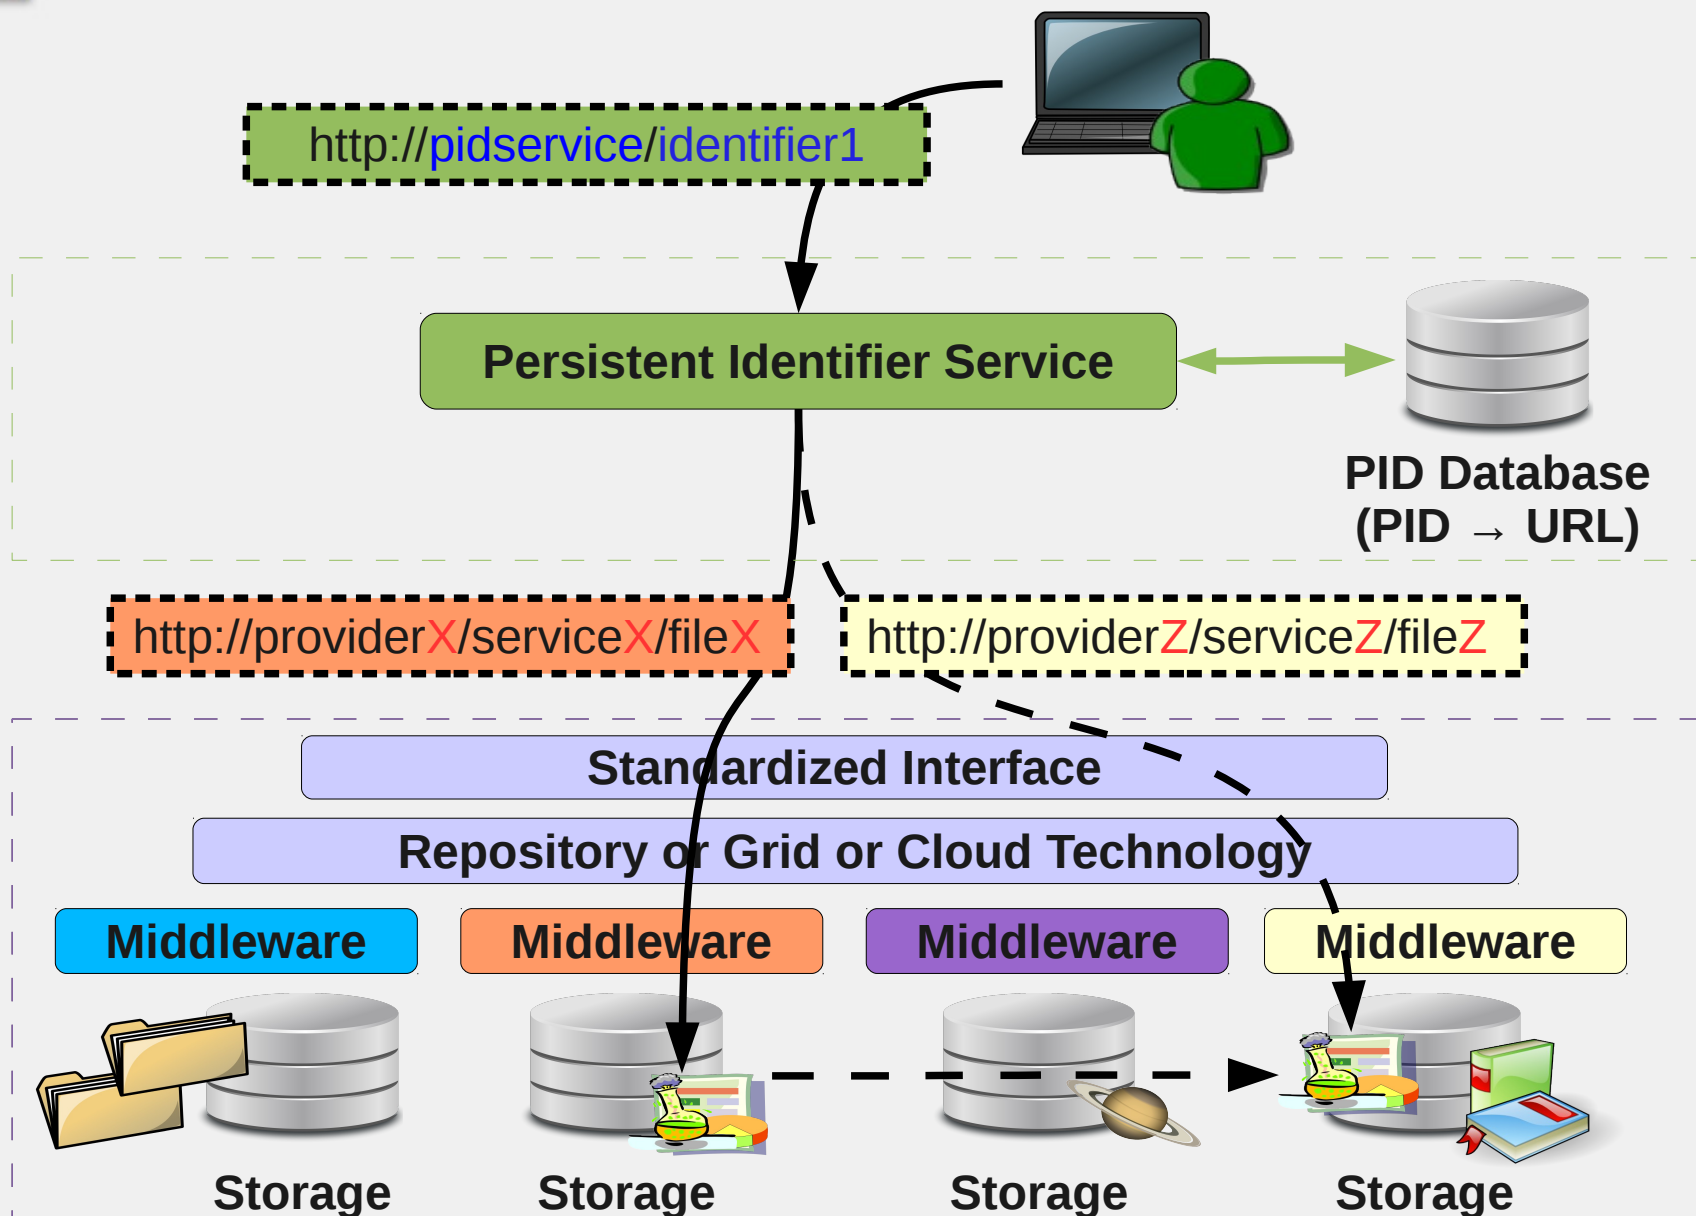 http://pidservice/identifier1
Persistent Identifier Service
PID Database
(PID → URL)
http://providerX/serviceX/fileX
http://providerZ/serviceZ/fileZ
Standardized Interface
Repository or Grid or Cloud Technology
Middleware
Middleware
Middleware
Middleware
Storage
Storage
Storage
Storage